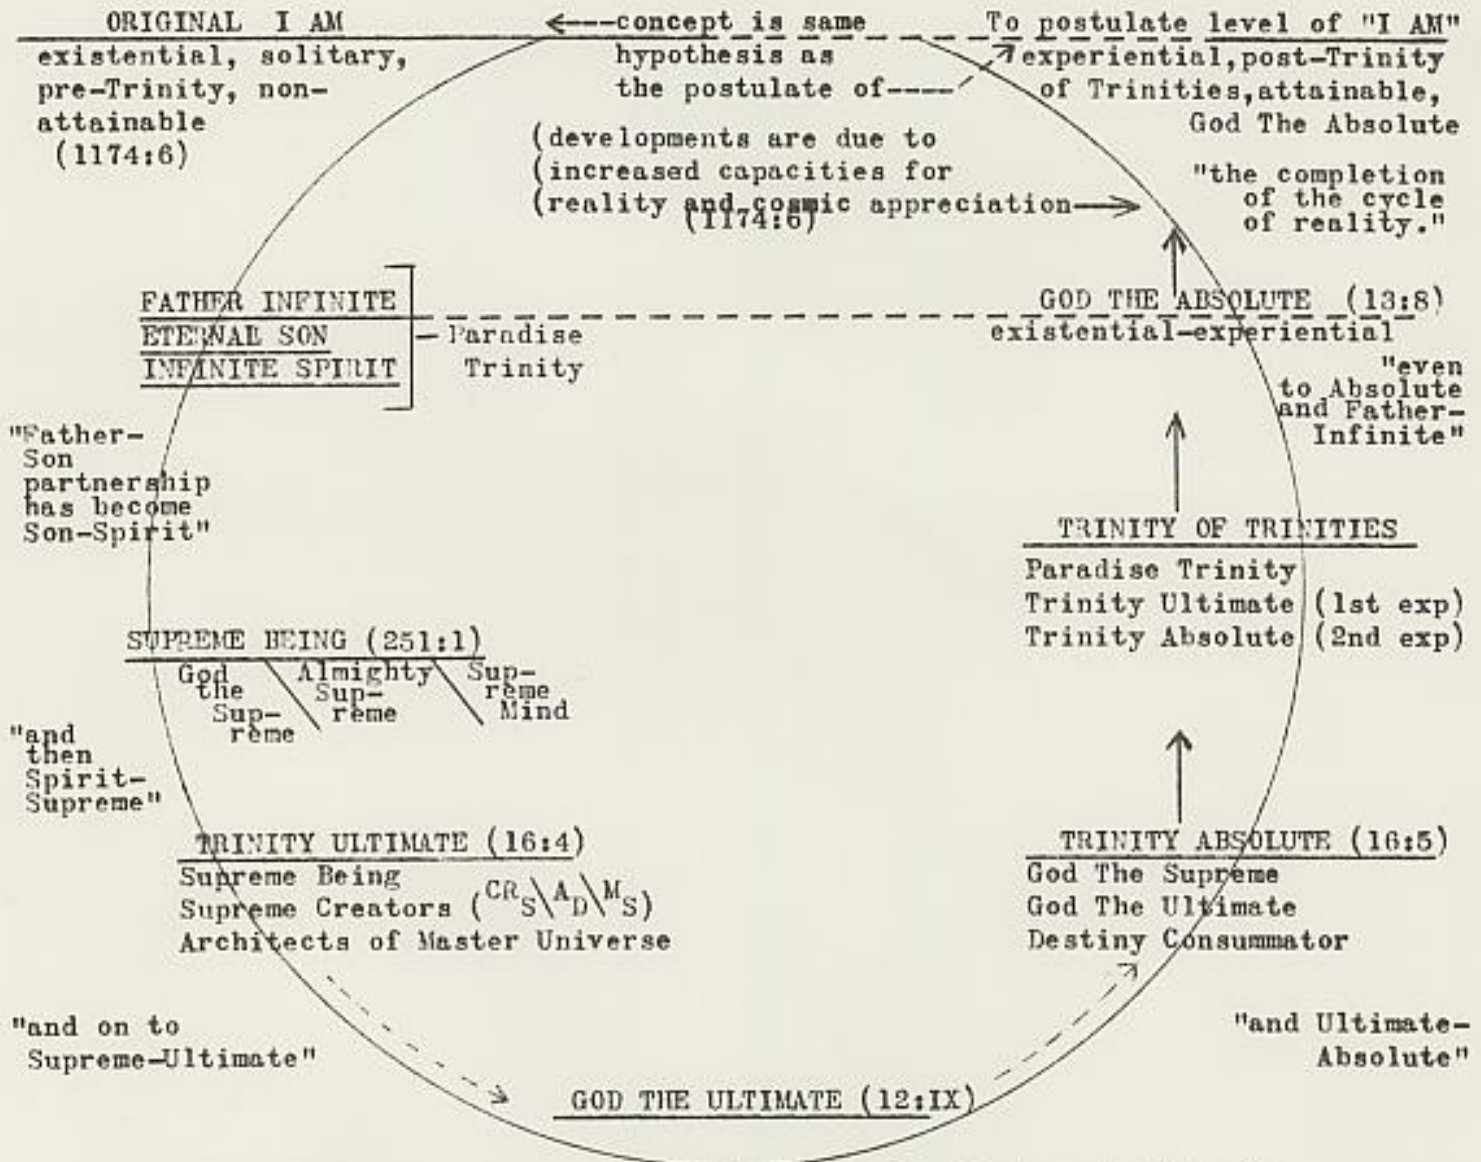 ORIGINAL I AM
existential, solitary,
pre-Trinity, non-
attainable
(1174:6)
<---concept is same
hypothesis as
the postulate of----
To postulate level of "I AM"
experiential,post-Trinity
of Trinities,attainable,
God The Absolute
(developments are due to
(increased capacities for
(reality and cosmic appreciation
(1174:6)
"the completion
of the cycle
of reality."
FATHER INFINITE
ETERNAL SON
INFINITE SPIRIT
- Paradise
Trinity
GOD THE ABSOLUTE (13:8)
existential-experiential
"even
to Absolute
and Father-
Infinite"
"Father-
Son
partnership
has become
Son-Spirit"
TRINITY OF TRINITIES
Paradise Trinity
Trinity Ultimate (1st exp)
Trinity Absolute (2nd exp)
SUPREME BEING (251:1)
God
the
Sup-
reme
Almighty
Sup-
reme
Sup-
reme
Mind
"and
then
Spirit-
Supreme"
TRINITY ULTIMATE (16:4)
Supreme Being
Supreme Creators (CRS\AD\MS)
Architects of Master Universe
TRINITY ABSOLUTE (16:5)
God The Supreme
God The Ultimate
Destiny Consummator
"and on to
Supreme-Ultimate"
"and Ultimate-
Absolute"
GOD THE ULTIMATE (12:IX)